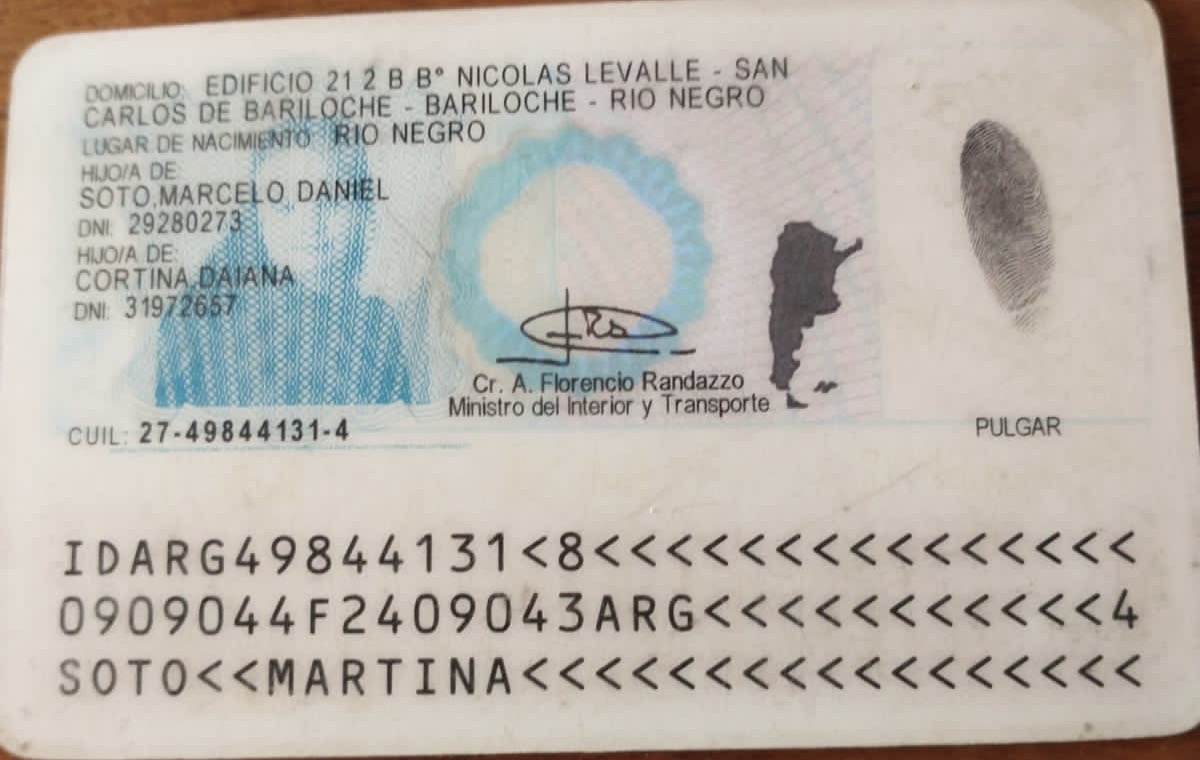 DOMICILIO: EDIFICIO 21 2 B B° NICOLAS LEVALLE - SAN
CARLOS DE BARILOCHE - BARILOCHE - RIO NEGRO
LUGAR DE NACIMIENTO RIO NEGRO
HIJO/A DE:
SOTO,MARCELO DANIEL
DNI: 29280273
HIJO/A DE:
CORTINA,DAIANA
DNI: 31972657
Cr. A. Florencio Randazzo
Ministro del Interior y Transporte
CUIL: 27-49844131-4
PULGAR
IDARG49844131<8<<<<<<<<<<<<<<<
0909044F2409043ARG<<<<<<<<<<<4
SOTO<<MARTINA<<<<<<<<<<<<<<<<<